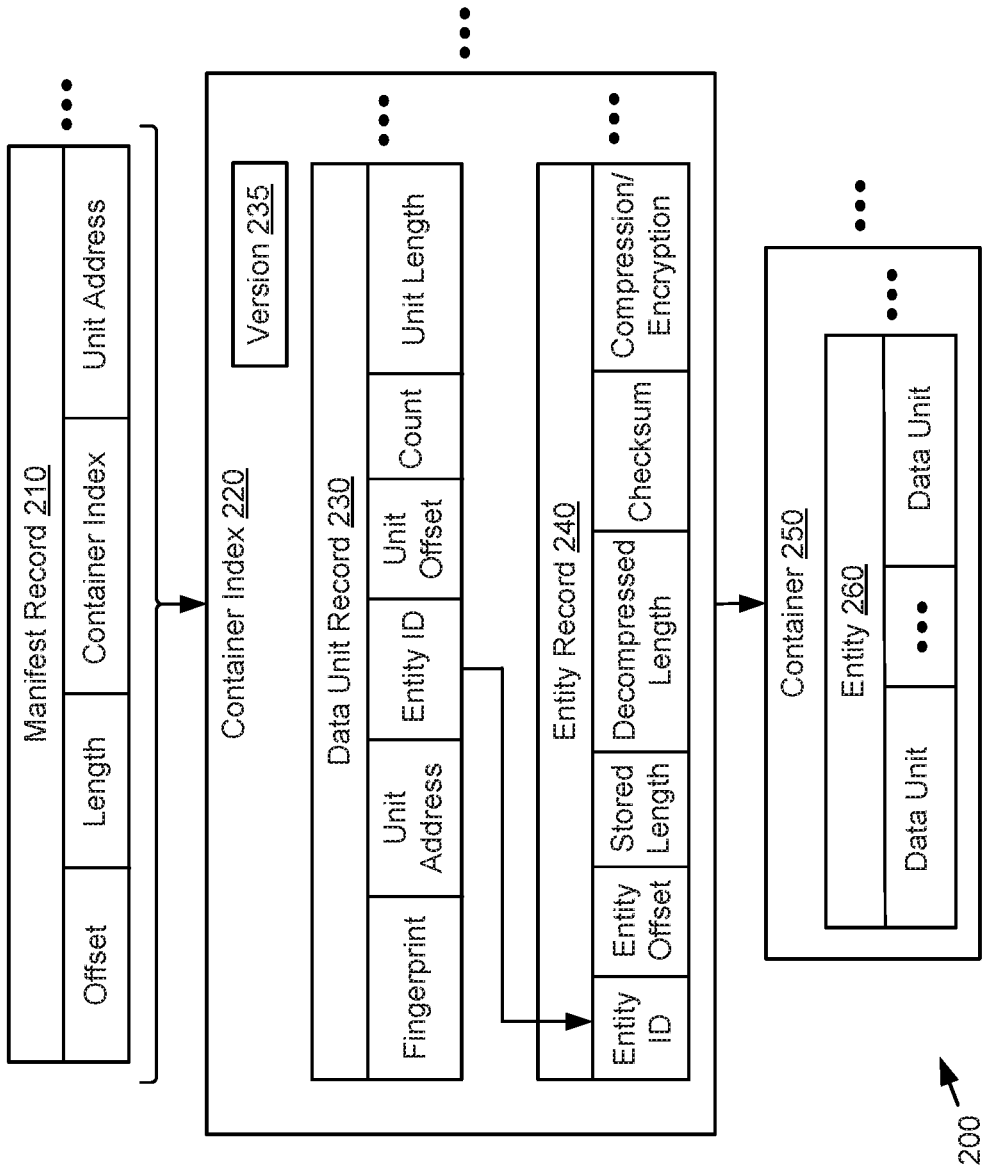 Manifest Record 210
Offset
Length
Container Index
Unit Address
Container Index 220
Version 235
Data Unit Record 230
Fingerprint
Unit
Address
Entity ID
Unit
Offset
Count
Unit Length
Entity Record 240
Entity
ID
Entity
Offset
Stored
Length
Decompressed
Length
Checksum
Compression/
Encryption
Container 250
Entity 260
Data Unit
Data Unit
200